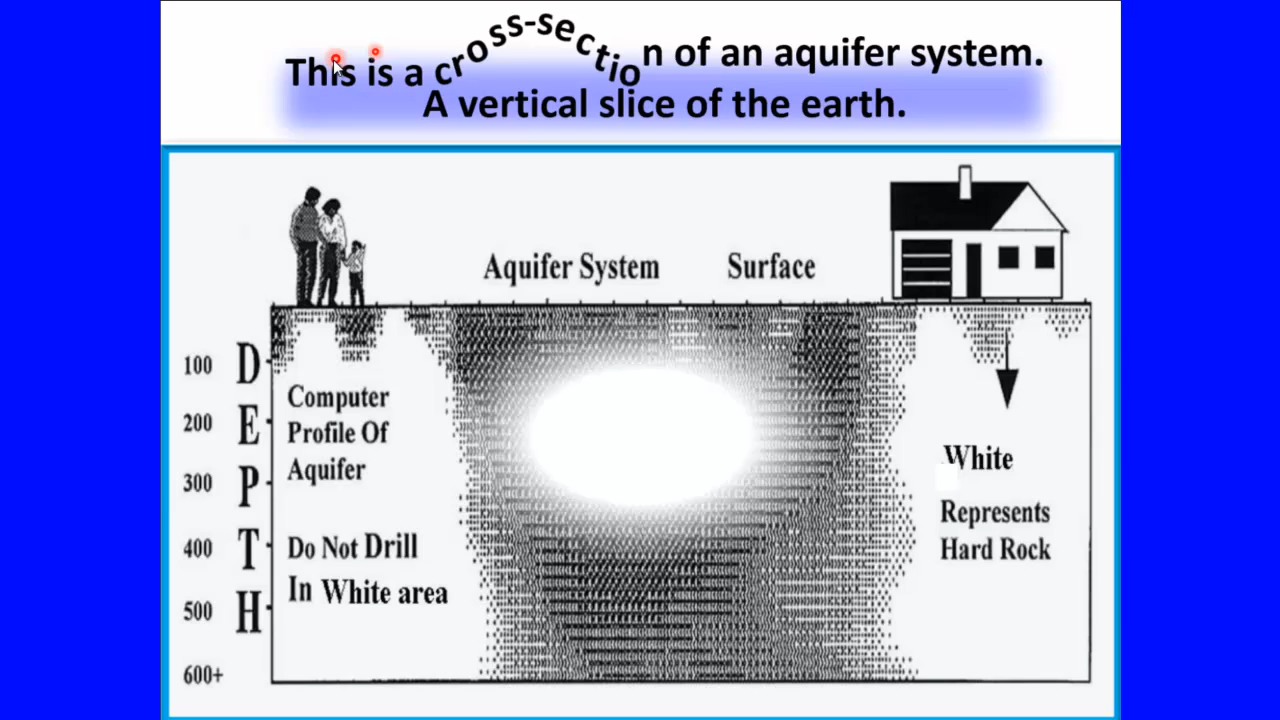 This is a cross-section of an aquifer system.
A vertical slice of the earth.
Aquifer System Surface
100
200
300
400
500
600+
DEPTH
Computer
Profile Of
Aquifer
Do Not Drill
In White area
White
Represents
Hard Rock